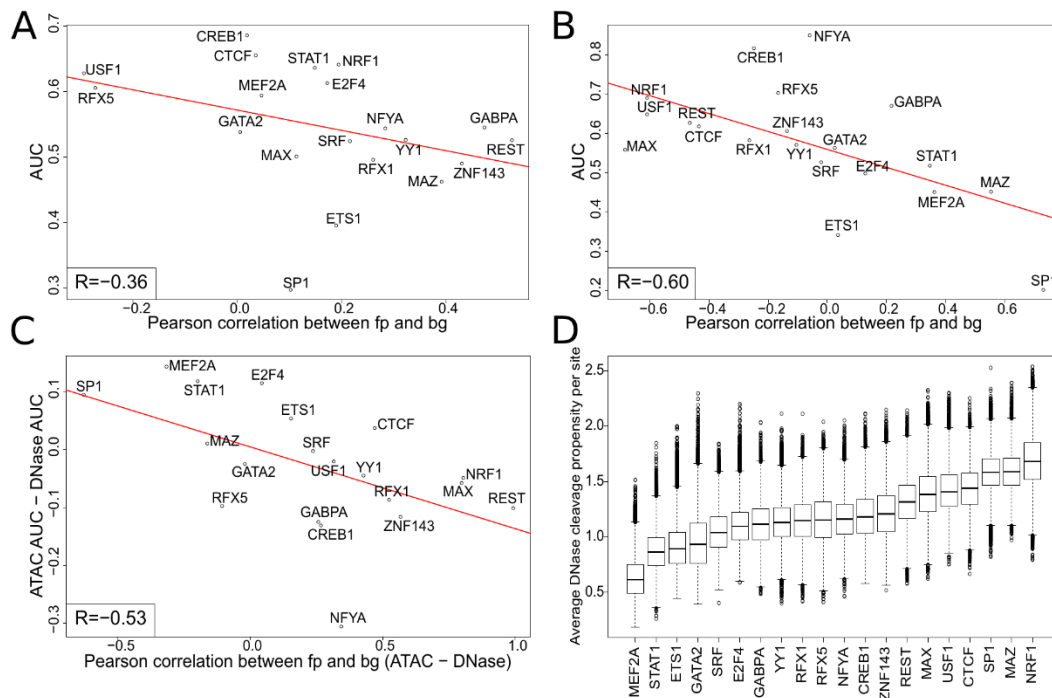 A
AUC
0.7
0.6
0.5
0.4
0.3
CREB1
CTCF
STAT1
NRF1
USF1
RFX5
MEF2A
E2F4
GATA2
NFYA
GABPA
SRF
YY1
REST
MAX
RFX1
ZNF143
MAZ
ETS1
SP1
R=−0.36
−0.2
0.0
0.2
0.4
Pearson correlation between fp and bg
B
AUC
0.8
0.7
0.6
0.5
0.4
0.3
0.2
NFYA
CREB1
NRF1
RFX5
USF1
REST
GABPA
CTCF
ZNF143
MAX
RFX1
YY1
GATA2
SRF
E2F4
STAT1
MEF2A
MAZ
ETS1
SP1
R=−0.60
−0.6
−0.4
−0.2
0.0
0.2
0.4
0.6
Pearson correlation between fp and bg
C
ATAC AUC − DNase AUC
0.1
0.0
−0.1
−0.2
−0.3
MEF2A
SP1
STAT1
E2F4
ETS1
CTCF
MAZ
SRF
GATA2
USF1
YY1
NRF1
RFX5
RFX1
MAX
REST
GABPA
CREB1
ZNF143
NFYA
R=−0.53
−0.5
0.0
0.5
1.0
Pearson correlation between fp and bg (ATAC − DNase)
D
Average DNase cleavage propensity per site
2.5
2.0
1.5
1.0
0.5
MEF2A
STAT1
ETS1
GATA2
SRF
E2F4
GABPA
YY1
RFX1
RFX5
NFYA
CREB1
ZNF143
REST
MAX
USF1
CTCF
SP1
MAZ
NRF1